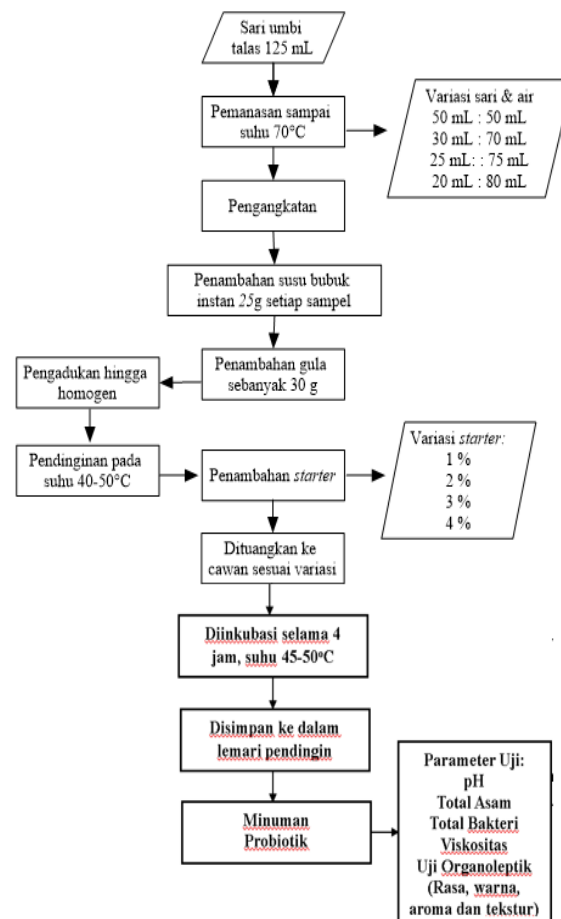 Sari umbi
talas 125 mL
Pemanasan sampai
suhu 70°C
Variasi sari & air
50 mL : 50 mL
30 mL : 70 mL
25 mL: : 75 mL
20 mL : 80 mL
Pengangkatan
Penambahan susu bubuk
instan 25g setiap sampel
Penambahan gula
sebanyak 30 g
Pengadukan hingga
homogen
Pendinginan pada
suhu 40-50°C
Penambahan starter
Variasi starter:
1 %
2 %
3 %
4 %
Dituangkan ke
cawan sesuai variasi
Diinkubasi selama 4
jam, suhu 45-50°C
Disimpan ke dalam
lemari pendingin
Minuman
Probiotik
Parameter Uji:
pH
Total Asam
Total Bakteri
Viskositas
Uji Organoleptik
(Rasa, warna,
aroma dan tekstur)